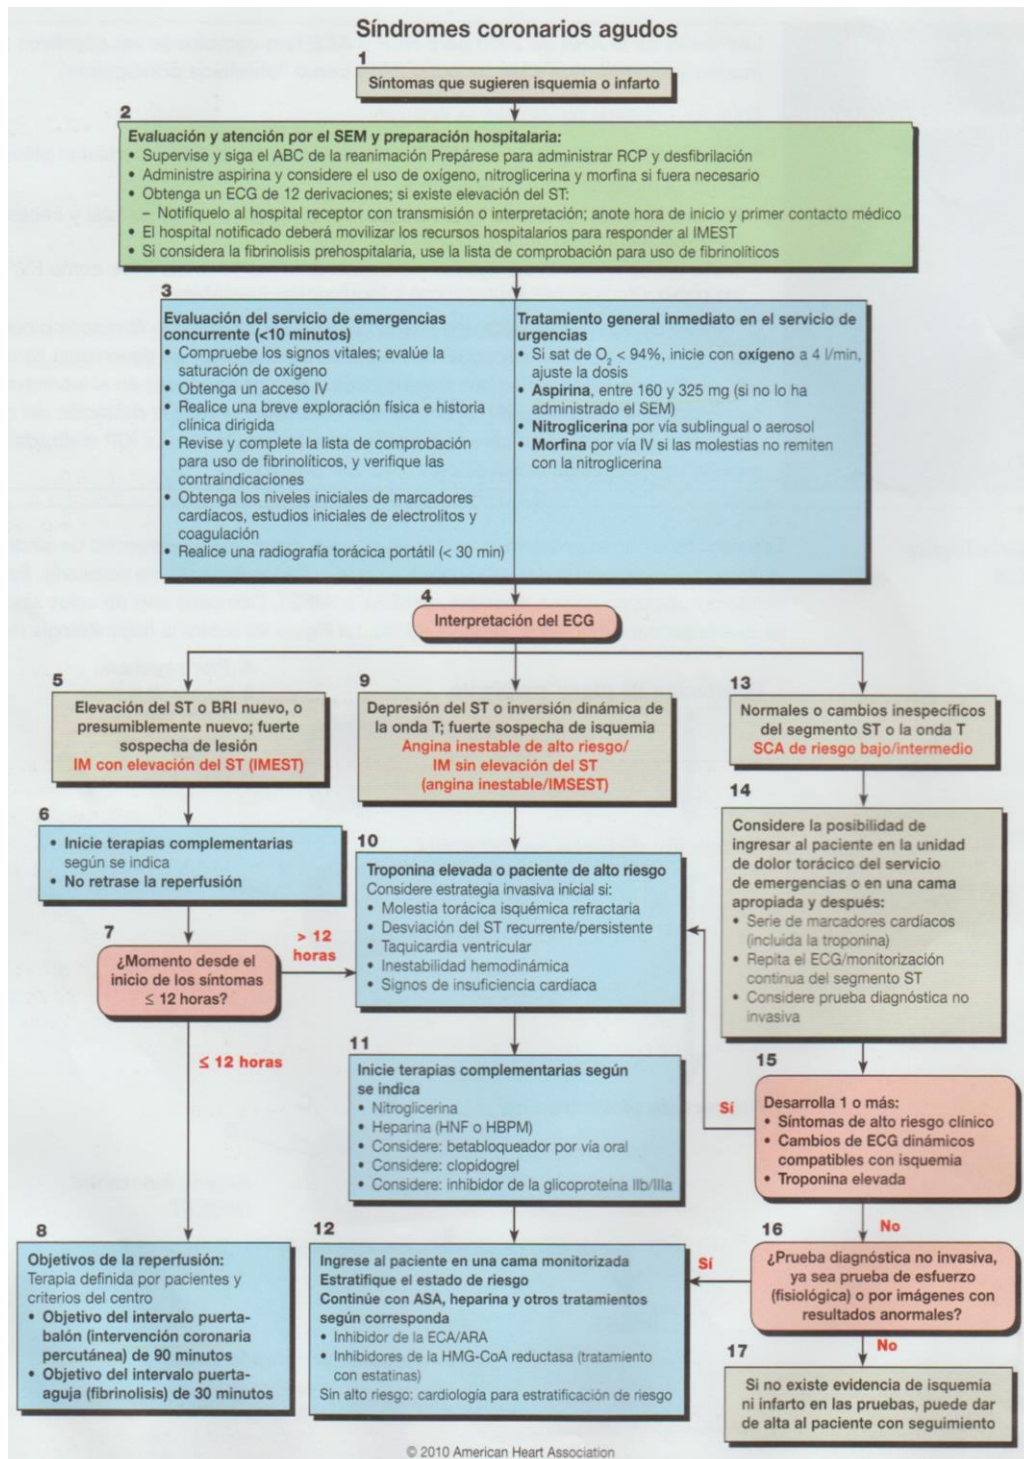 Síndromes coronarios agudos
1
Síntomas que sugieren isquemia o infarto
2
Evaluación y atención por el SEM y preparación hospitalaria:
• Supervise y siga el ABC de la reanimación Prepárese para administrar RCP y desfibrilación
• Administre aspirina y considere el uso de oxígeno, nitroglicerina y morfina si fuera necesario
• Obtenga un ECG de 12 derivaciones; si existe elevación del ST:
– Notifíquelo al hospital receptor con transmisión o interpretación; anote hora de inicio y primer contacto médico
• El hospital notificado deberá movilizar los recursos hospitalarios para responder al IMEST
• Si considera la fibrinolisis prehospitalaria, use la lista de comprobación para uso de fibrinolíticos
3
Evaluación del servicio de emergencias
concurrente (<10 minutos)
• Compruebe los signos vitales; evalúe la
saturación de oxígeno
• Obtenga un acceso IV
• Realice una breve exploración física e historia
clínica dirigida
• Revise y complete la lista de comprobación
para uso de fibrinolíticos, y verifique las
contraindicaciones
• Obtenga los niveles iniciales de marcadores
cardíacos, estudios iniciales de electrolitos y
coagulación
• Realice una radiografía torácica portátil (< 30 min)
Tratamiento general inmediato en el servicio de
urgencias
• Si sat de O₂ < 94%, inicie con oxígeno a 4 l/min,
ajuste la dosis
• Aspirina, entre 160 y 325 mg (si no lo ha
administrado el SEM)
• Nitroglicerina por vía sublingual o aerosol
• Morfina por vía IV si las molestias no remiten
con la nitroglicerina
4
Interpretación del ECG
5
Elevación del ST o BRI nuevo, o
presumiblemente nuevo; fuerte
sospecha de lesión
IM con elevación del ST (IMEST)
6
• Inicie terapias complementarias
según se indica
• No retrase la reperfusión
7
¿Momento desde el
inicio de los síntomas
≤ 12 horas?
> 12
horas
≤ 12 horas
8
Objetivos de la reperfusión:
Terapia definida por pacientes y
criterios del centro
• Objetivo del intervalo puerta-
balón (intervención coronaria
percutánea) de 90 minutos
• Objetivo del intervalo puerta-
aguja (fibrinolisis) de 30 minutos
9
Depresión del ST o inversión dinámica de
la onda T; fuerte sospecha de isquemia
Angina inestable de alto riesgo/
IM sin elevación del ST
(angina inestable/IMSEST)
10
Troponina elevada o paciente de alto riesgo
Considere estrategia invasiva inicial si:
• Molestia torácica isquémica refractaria
• Desviación del ST recurrente/persistente
• Taquicardia ventricular
• Inestabilidad hemodinámica
• Signos de insuficiencia cardíaca
11
Inicie terapias complementarias según
se indica
• Nitroglicerina
• Heparina (HNF o HBPM)
• Considere: betabloqueador por vía oral
• Considere: clopidogrel
• Considere: inhibidor de la glicoproteína IIb/IIIa
12
Ingrese al paciente en una cama monitorizada
Estratifique el estado de riesgo
Continúe con ASA, heparina y otros tratamientos
según corresponda
• Inhibidor de la ECA/ARA
• Inhibidores de la HMG-CoA reductasa (tratamiento
con estatinas)
Sin alto riesgo: cardiología para estratificación de riesgo
13
Normales o cambios inespecíficos
del segmento ST o la onda T
SCA de riesgo bajo/intermedio
14
Considere la posibilidad de
ingresar al paciente en la unidad
de dolor torácico del servicio
de emergencias o en una cama
apropiada y después:
• Serie de marcadores cardíacos
(incluida la troponina)
• Repita el ECG/monitorización
continua del segmento ST
• Considere prueba diagnóstica no
invasiva
15
Desarrolla 1 o más:
• Síntomas de alto riesgo clínico
• Cambios de ECG dinámicos
compatibles con isquemia
• Troponina elevada
Sí
No
16
¿Prueba diagnóstica no invasiva,
ya sea prueba de esfuerzo
(fisiológica) o por imágenes con
resultados anormales?
Sí
No
17
Si no existe evidencia de isquemia
ni infarto en las pruebas, puede dar
de alta al paciente con seguimiento
© 2010 American Heart Association